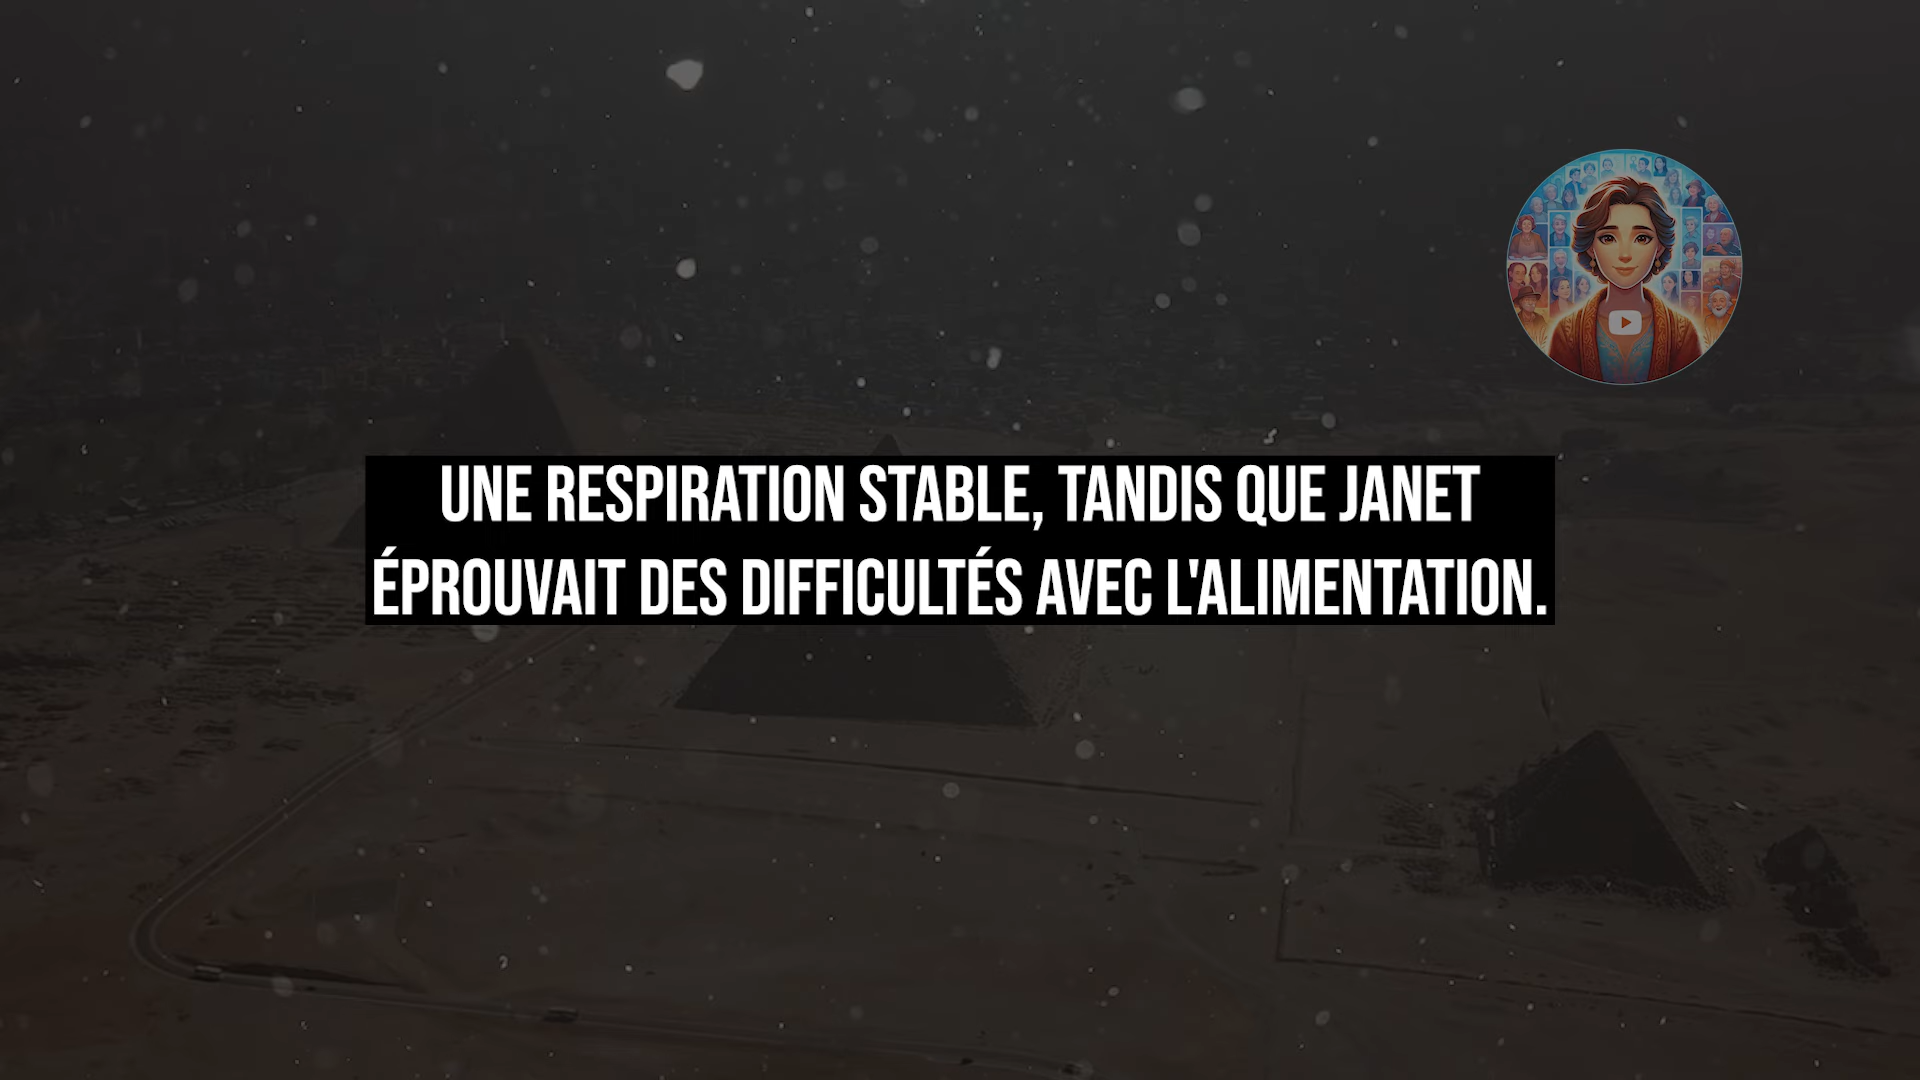 UNE RESPIRATION STABLE, TANDIS QUE JANET
ÉPROUVAIT DES DIFFICULTÉS AVEC L'ALIMENTATION.